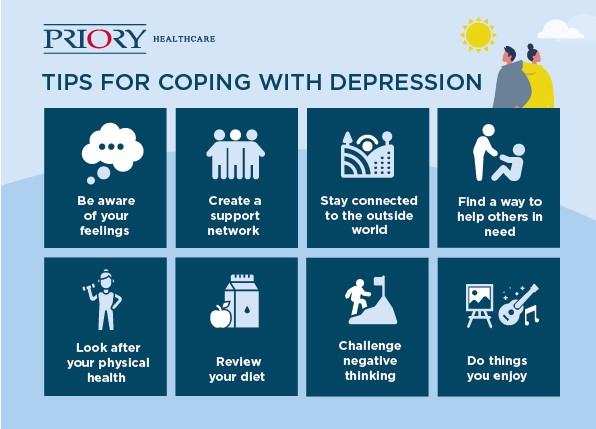 PRIORY HEALTHCARE
TIPS FOR COPING WITH DEPRESSION
Be aware
of your
feelings
Create a
support
network
Stay connected
to the outside
world
Find a way to
help others in
need
Look after
your physical
health
Review
your diet
Challenge
negative
thinking
Do things
you enjoy